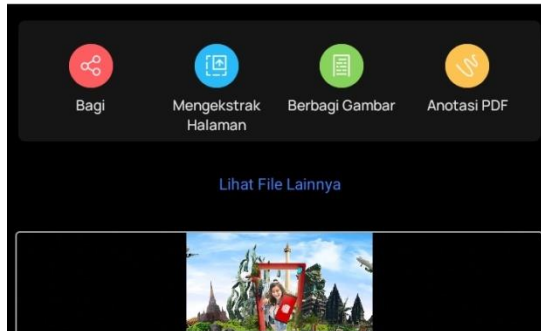 Bagi
Mengekstrak
Halaman
Berbagi Gambar
Anotasi PDF
Lihat File Lainnya